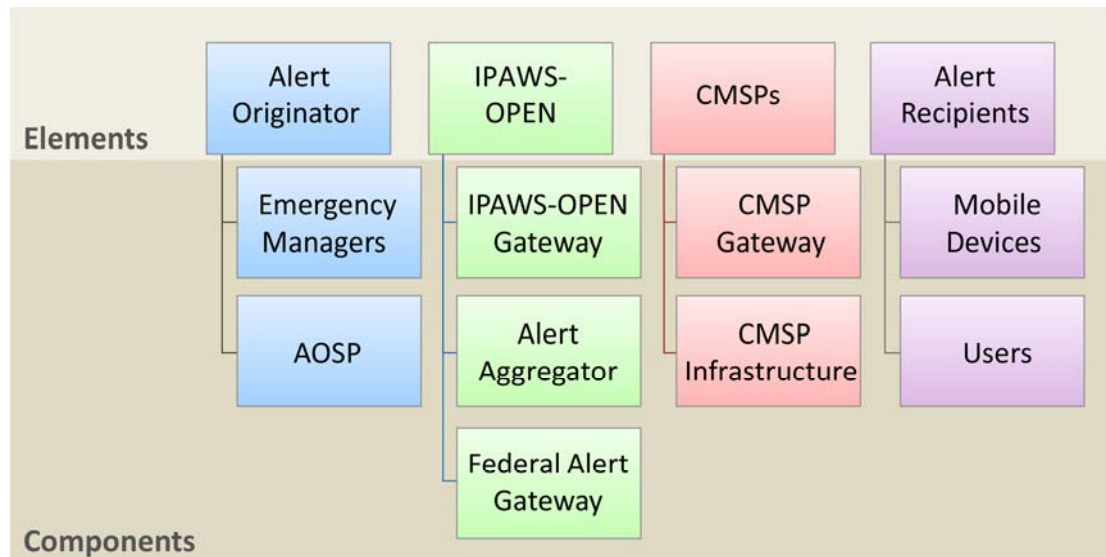 Alert
Originator
IPAWS-
OPEN
CMSPs
Alert
Recipients
Elements
Emergency
Managers
IPAWS-OPEN
Gateway
CMSP
Gateway
Mobile
Devices
AOSP
Alert
Aggregator
CMSP
Infrastructure
Users
Federal Alert
Gateway
Components